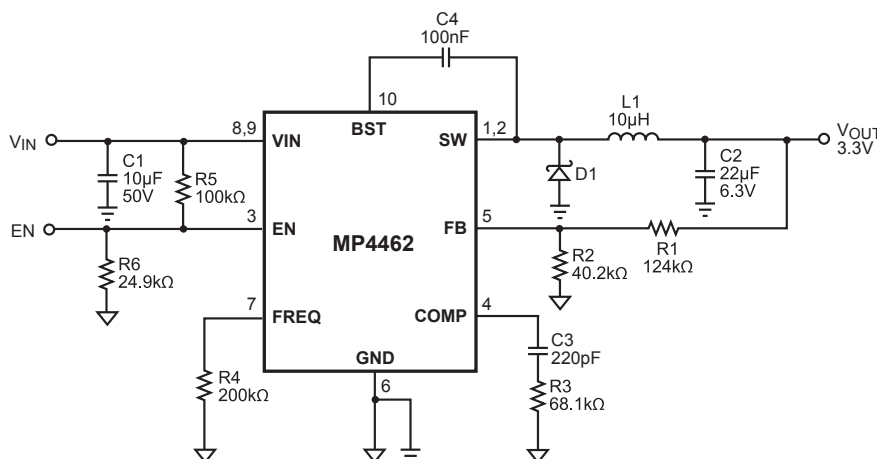 C4
100nF
10
BST
L1
10µH
VIN
8,9
VIN
SW
1,2
VOUT
3.3V
C1
10µF
50V
R5
100kΩ
D1
C2
22µF
6.3V
EN
3
EN
MP4462
FB
5
R1
124kΩ
R2
40.2kΩ
R6
24.9kΩ
7
FREQ
COMP
4
C3
220pF
GND
6
R4
200kΩ
R3
68.1kΩ